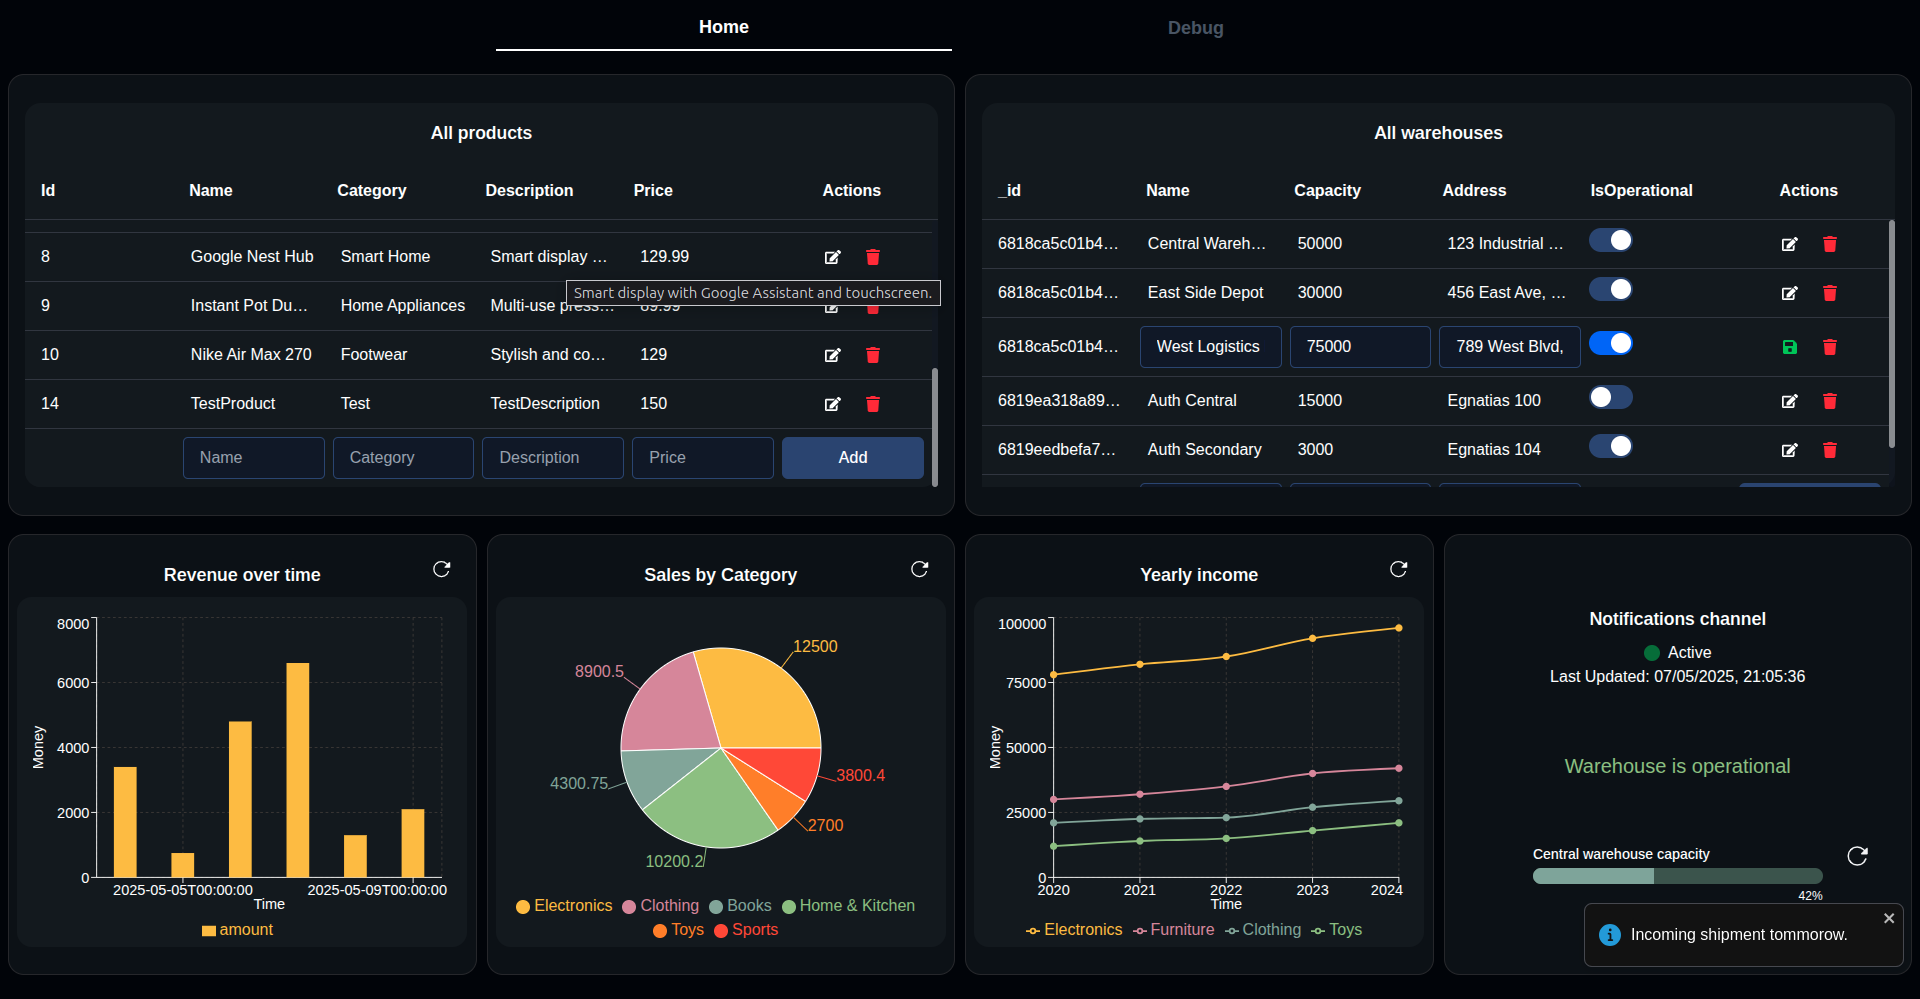 Home Debug
All products
Id Name Category Description Price Actions
8 Google Nest Hub Smart Home Smart display … 129.99
Smart display with Google Assistant and touchscreen.
9 Instant Pot Du… Home Appliances Multi-use press… 89.99
10 Nike Air Max 270 Footwear Stylish and co… 129
14 TestProduct Test TestDescription 150
Name Category Description Price Add
All warehouses
_id Name Capacity Address IsOperational Actions
6818ca5c01b4… Central Wareh… 50000 123 Industrial …
6818ca5c01b4… East Side Depot 30000 456 East Ave, …
6818ca5c01b4… West Logistics 75000 789 West Blvd,
6819ea318a89… Auth Central 15000 Egnatias 100
6819eedbefa7… Auth Secondary 3000 Egnatias 104
Revenue over time
8000
6000
4000
2000
0
Money
2025-05-05T00:00:00 2025-05-09T00:00:00
Time
amount
Sales by Category
12500
8900.5
4300.75
3800.4
2700
10200.2
Electronics Clothing Books Home & Kitchen
Toys Sports
Yearly income
100000
75000
50000
25000
0
Money
2020 2021 2022 2023 2024
Time
Electronics Furniture Clothing Toys
Notifications channel
Active
Last Updated: 07/05/2025, 21:05:36
Warehouse is operational
Central warehouse capacity
42%
Incoming shipment tommorow.